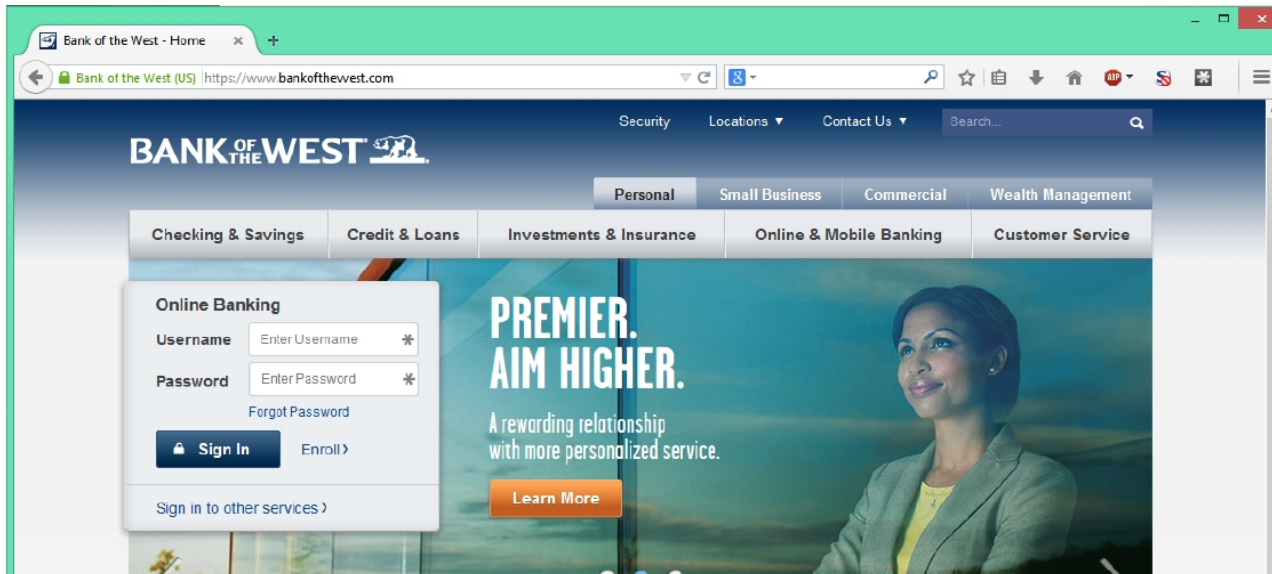 Bank of the West - Home
Bank of the West (US) https://www.bankofthevvest.com
8
ABP
Security Locations Contact Us Search...
BANK OF THE WEST
Personal Small Business Commercial Wealth Management
Checking & Savings Credit & Loans Investments & Insurance Online & Mobile Banking Customer Service
Online Banking
Username Enter Username
Password Enter Password
Forgot Password
Sign In Enroll
Sign in to other services
PREMIER.
AIM HIGHER.
A rewarding relationship
with more personalized service.
Learn More